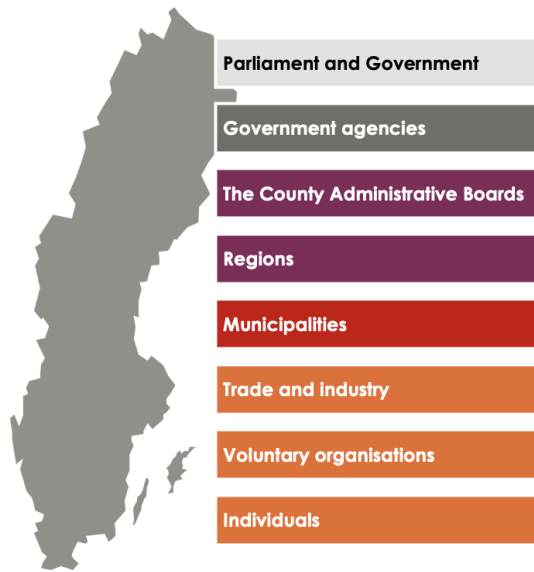 Parliament and Government
Government agencies
The County Administrative Boards
Regions
Municipalities
Trade and industry
Voluntary organisations
Individuals